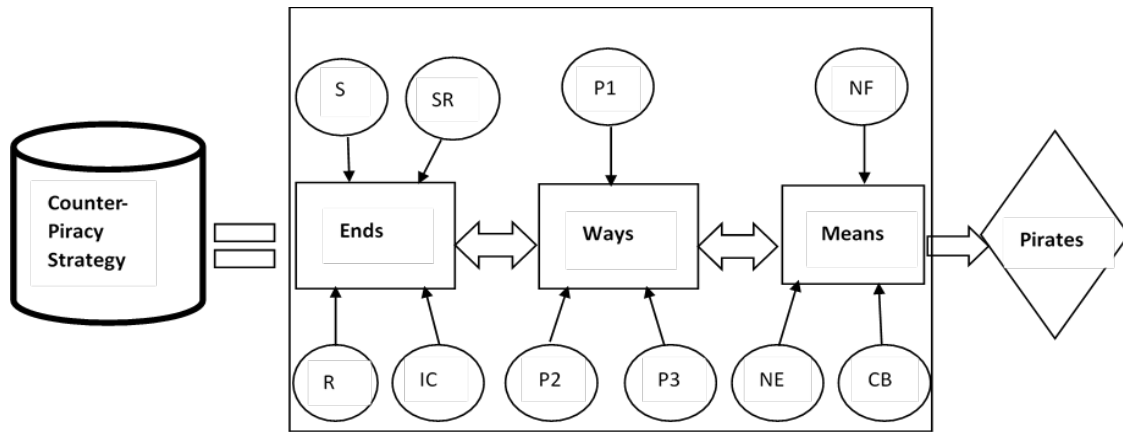 S
SR
P1
NF
Counter-
Piracy
Strategy
Ends
Ways
Means
Pirates
R
IC
P2
P3
NE
CB